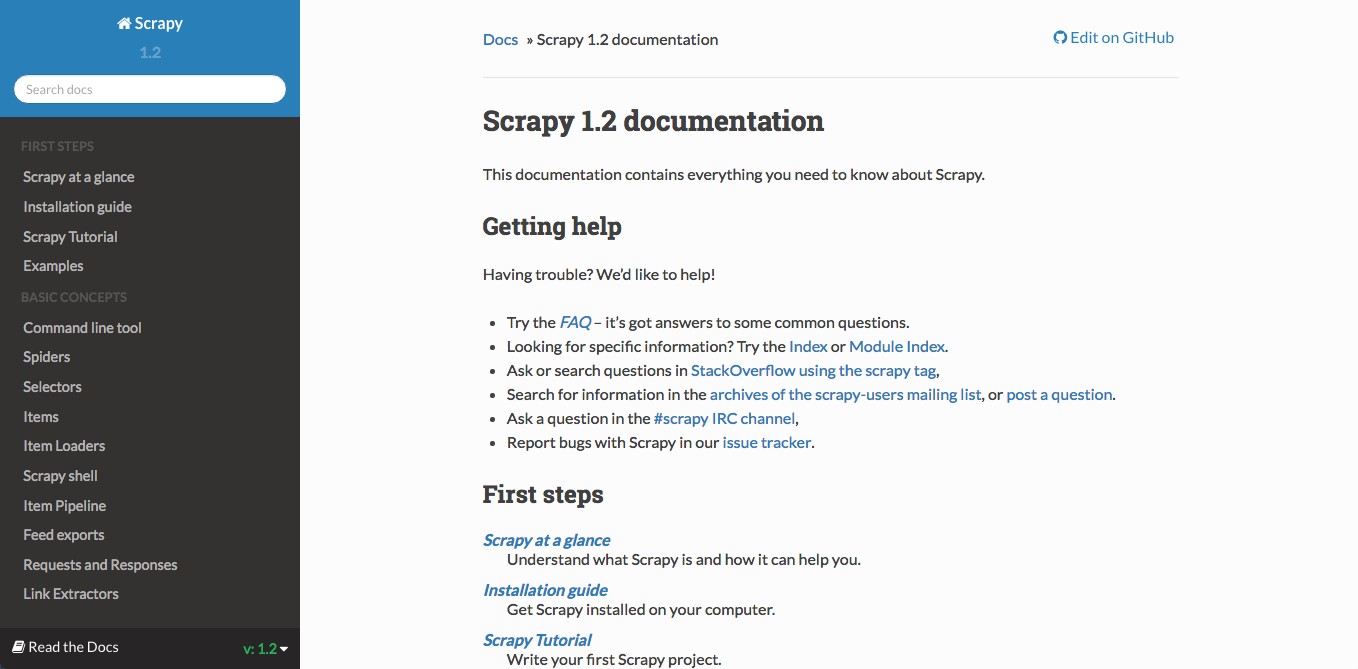 Scrapy
1.2
Search docs
FIRST STEPS
Scrapy at a glance
Installation guide
Scrapy Tutorial
Examples
BASIC CONCEPTS
Command line tool
Spiders
Selectors
Items
Item Loaders
Scrapy shell
Item Pipeline
Feed exports
Requests and Responses
Link Extractors
Read the Docs
v: 1.2
Docs » Scrapy 1.2 documentation
Edit on GitHub
Scrapy 1.2 documentation
This documentation contains everything you need to know about Scrapy.
Getting help
Having trouble? We’d like to help!
• Try the FAQ – it’s got answers to some common questions.
• Looking for specific information? Try the Index or Module Index.
• Ask or search questions in StackOverflow using the scrapy tag,
• Search for information in the archives of the scrapy-users mailing list, or post a question.
• Ask a question in the #scrapy IRC channel,
• Report bugs with Scrapy in our issue tracker.
First steps
Scrapy at a glance
Understand what Scrapy is and how it can help you.
Installation guide
Get Scrapy installed on your computer.
Scrapy Tutorial
Write your first Scrapy project.